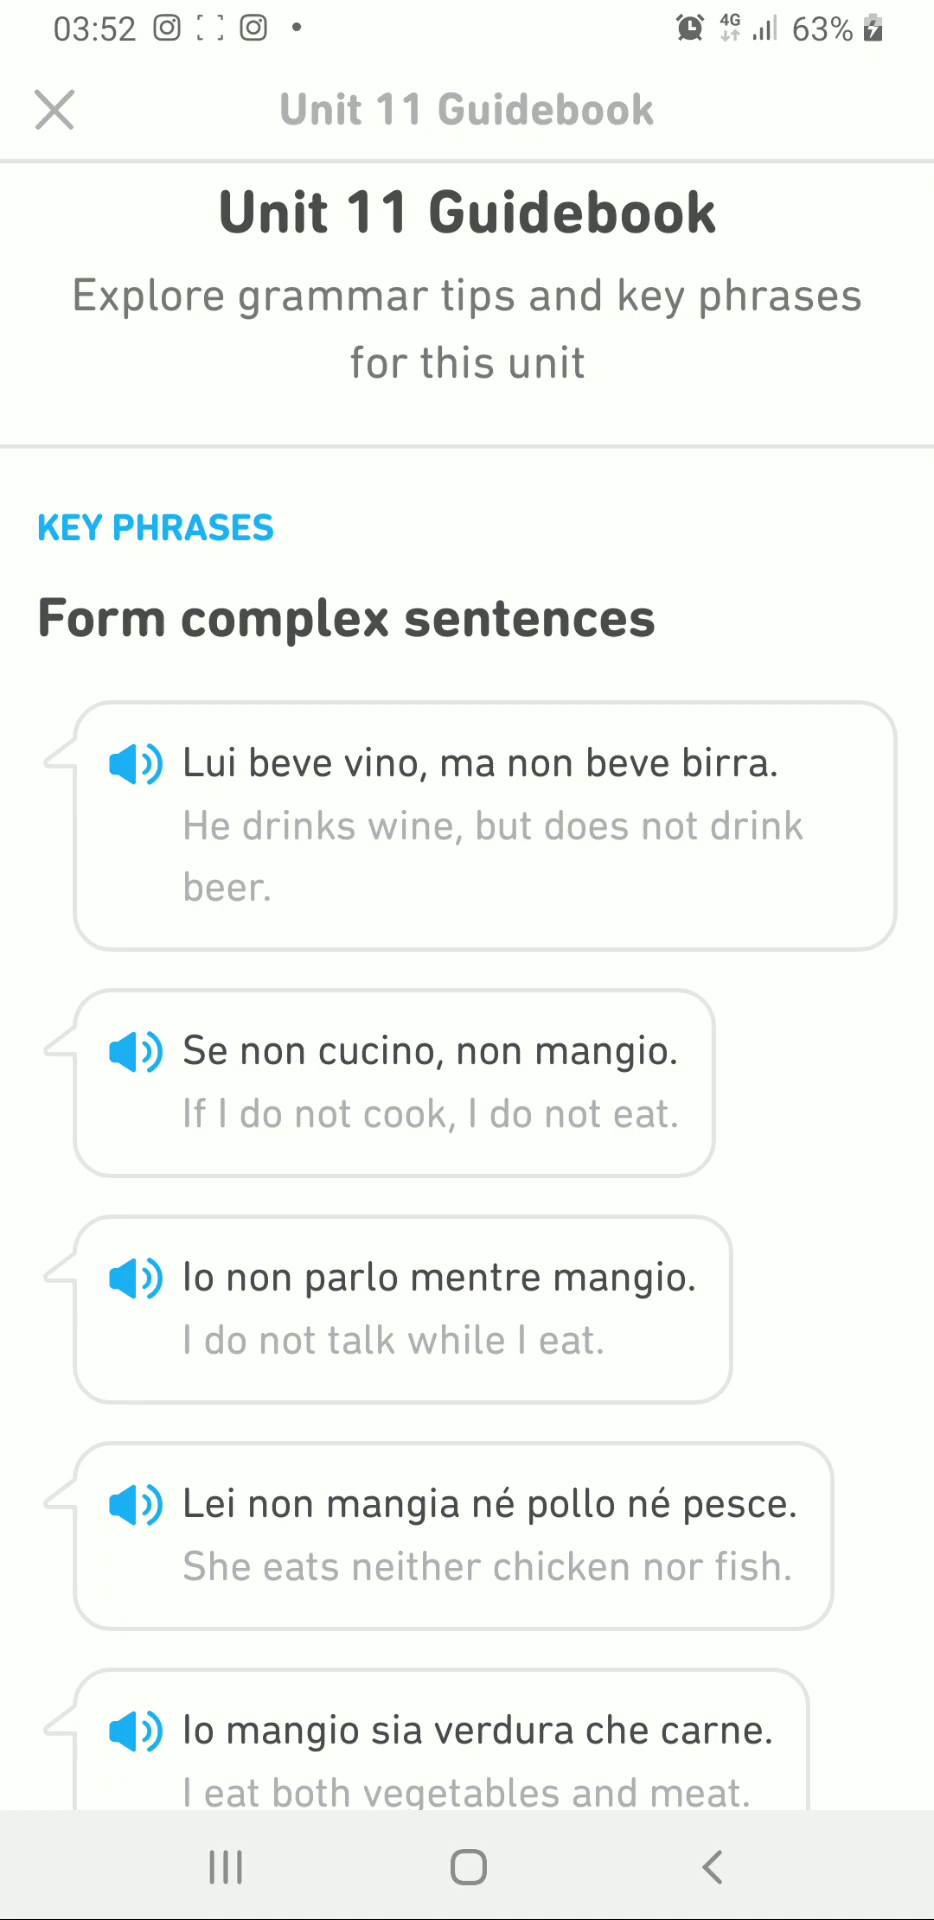 03:52
4G
63%
Unit 11 Guidebook
Unit 11 Guidebook
Explore grammar tips and key phrases
for this unit
KEY PHRASES
Form complex sentences
Lui beve vino, ma non beve birra.
He drinks wine, but does not drink
beer.
Se non cucino, non mangio.
If I do not cook, I do not eat.
Io non parlo mentre mangio.
I do not talk while I eat.
Lei non mangia né pollo né pesce.
She eats neither chicken nor fish.
Io mangio sia verdura che carne.
I eat both vegetables and meat.